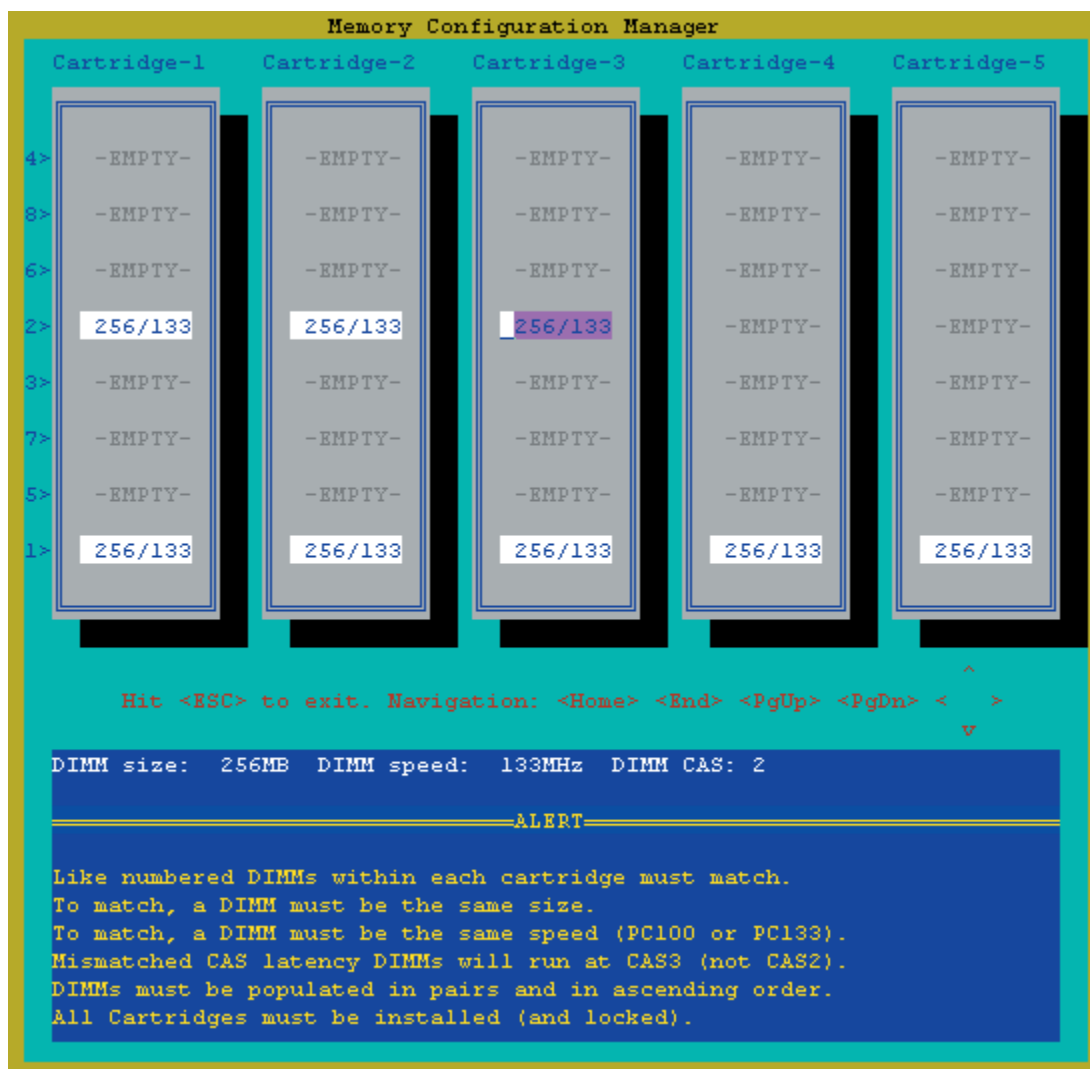 Memory Configuration Manager
Cartridge-1 Cartridge-2 Cartridge-3 Cartridge-4 Cartridge-5
4> -EMPTY- -EMPTY- -EMPTY- -EMPTY- -EMPTY-
8> -EMPTY- -EMPTY- -EMPTY- -EMPTY- -EMPTY-
6> -EMPTY- -EMPTY- -EMPTY- -EMPTY- -EMPTY-
2> 256/133 256/133 256/133 -EMPTY- -EMPTY-
3> -EMPTY- -EMPTY- -EMPTY- -EMPTY- -EMPTY-
7> -EMPTY- -EMPTY- -EMPTY- -EMPTY- -EMPTY-
5> -EMPTY- -EMPTY- -EMPTY- -EMPTY- -EMPTY-
1> 256/133 256/133 256/133 256/133 256/133
^
Hit <ESC> to exit. Navigation: <Home> <End> <PgUp> <PgDn> < >
v
DIMM size: 256MB DIMM speed: 133MHz DIMM CAS: 2
ALERT
Like numbered DIMMs within each cartridge must match.
To match, a DIMM must be the same size.
To match, a DIMM must be the same speed (PC100 or PC133).
Mismatched CAS latency DIMMs will run at CAS3 (not CAS2).
DIMMs must be populated in pairs and in ascending order.
All Cartridges must be installed (and locked).